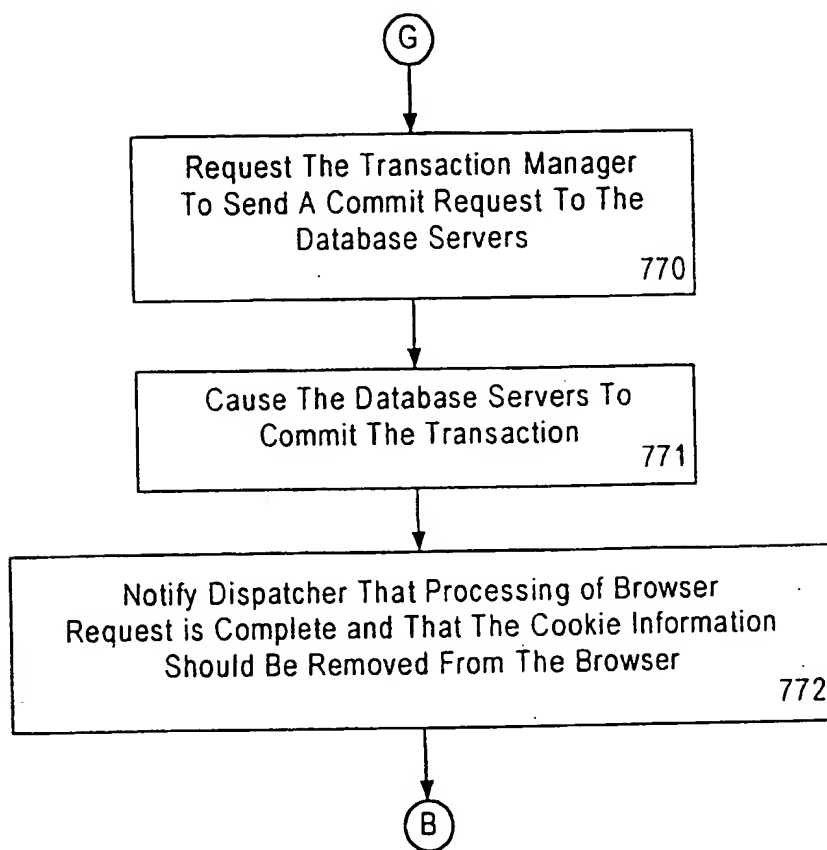 G
Request The Transaction Manager
To Send A Commit Request To The
Database Servers
770
Cause The Database Servers To
Commit The Transaction
771
Notify Dispatcher That Processing of Browser
Request is Complete and That The Cookie Information
Should Be Removed From The Browser
772
B